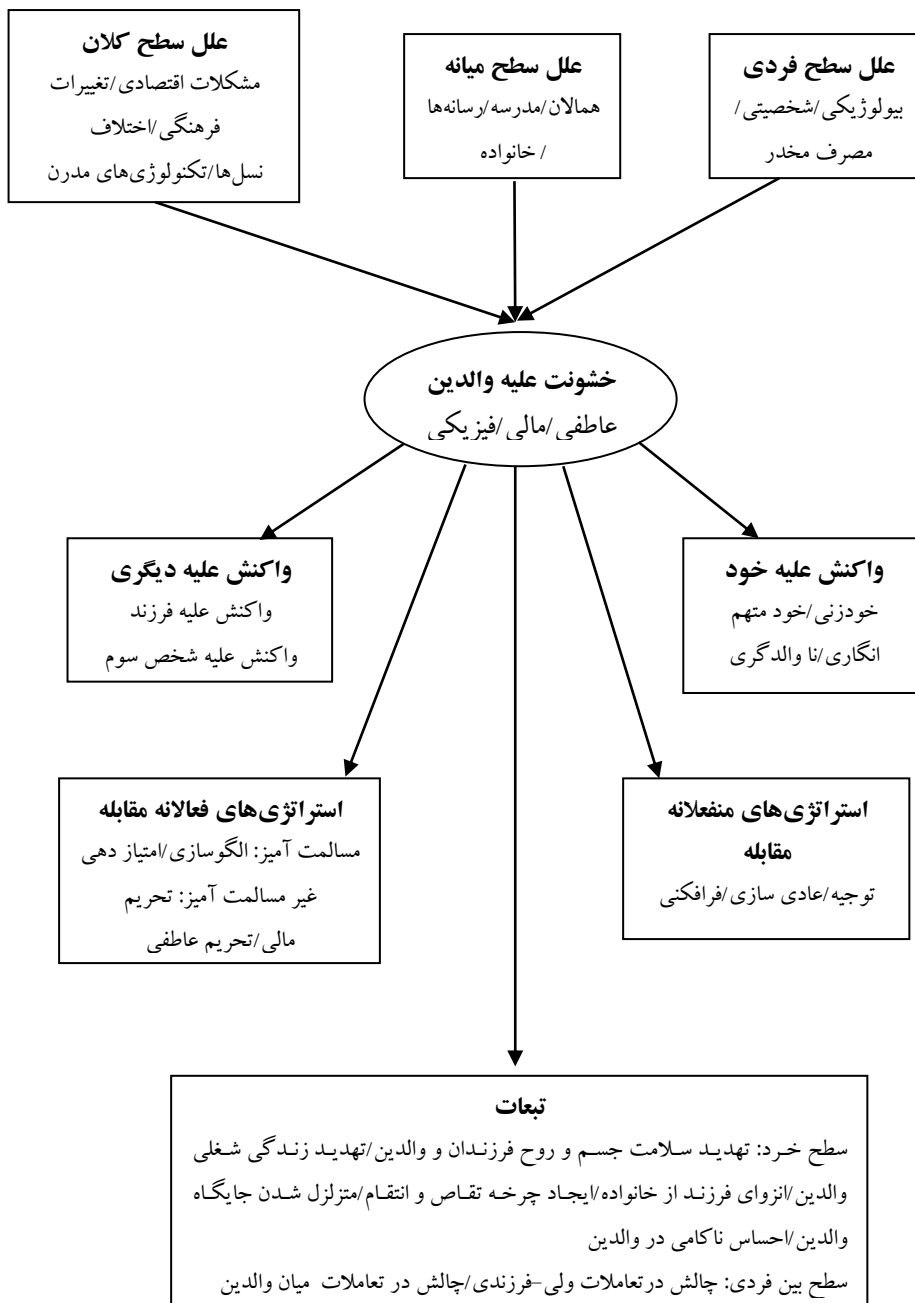 علل سطح فردی
بیولوژیکی/شخصیتی/
مصرف مخدر
علل سطح میانه
همالان/مدرسه/رسانه‌ها
/خانواده
علل سطح کلان
مشکلات اقتصادی/تغییرات
فرهنگی/اختلاف
نسل‌ها/تکنولوژی‌های مدرن
خشونت علیه والدین
عاطفی/مالی/فیزیکی
واکنش علیه خود
خودزنی/خود متهم
انگاری/نا والدگری
واکنش علیه دیگری
واکنش علیه فرزند
واکنش علیه شخص سوم
استراتژی‌های منفعلانه
مقابله
توجیه/عادی سازی/فرافکنی
استراتژی‌های فعالانه مقابله
مسالمت آمیز: الگوسازی/امتیاز دهی
غیر مسالمت آمیز: تحریم
مالی/تحریم عاطفی
تبعات
سطح خرد: تهدید سلامت جسم و روح فرزندان و والدین/تهدید زندگی شغلی
والدین/انزوای فرزند از خانواده/ایجاد چرخه تقاص و انتقام/متزلزل شدن جایگاه
والدین/احساس ناکامی در والدین
سطح بین فردی: چالش درتعاملات ولی-فرزندی/چالش در تعاملات میان والدین